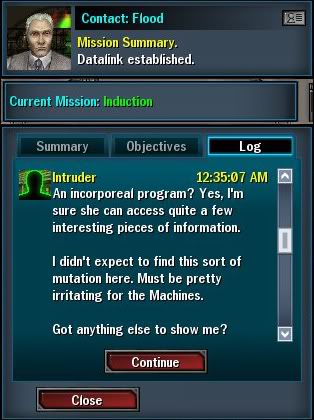 Contact: Flood
Mission Summary.
Datalink established.
Current Mission: Induction
Summary
Objectives
Log
Intruder 12:35:07 AM
An incorporeal program? Yes, I'm
sure she can access quite a few
interesting pieces of information.
I didn't expect to find this sort of
mutation here. Must be pretty
irritating for the Machines.
Got anything else to show me?
Continue
Close